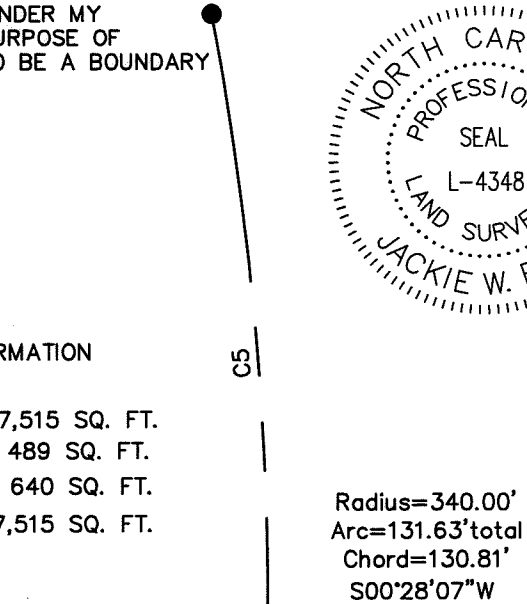 NDER MY
URPOSE OF
O BE A BOUNDARY
NORTH CAR
PROFESSION
SEAL
L-4348
LAND SURVE
JACKIE W.
RMATION
C5
7,515 SQ. FT.
489 SQ. FT.
640 SQ. FT.
7,515 SQ. FT.
Radius=340.00'
Arc=131.63'total
Chord=130.81'
S00°28'07"W